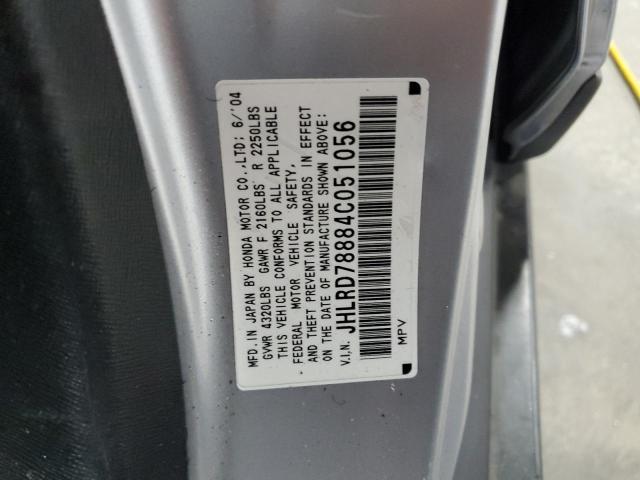 MFD. IN JAPAN BY HONDA MOTOR CO.,LTD: 6/'04
GVWR 4320LBS GAWR F 2160LBS R 2250LBS
THIS VEHICLE CONFORMS TO ALL APPLICABLE
FEDERAL MOTOR VEHICLE SAFETY,
AND THEFT PREVENTION STANDARDS IN EFFECT
ON THE DATE OF MANUFACTURE SHOWN ABOVE:
V.I.N. JHLRD78884C051056
MPV